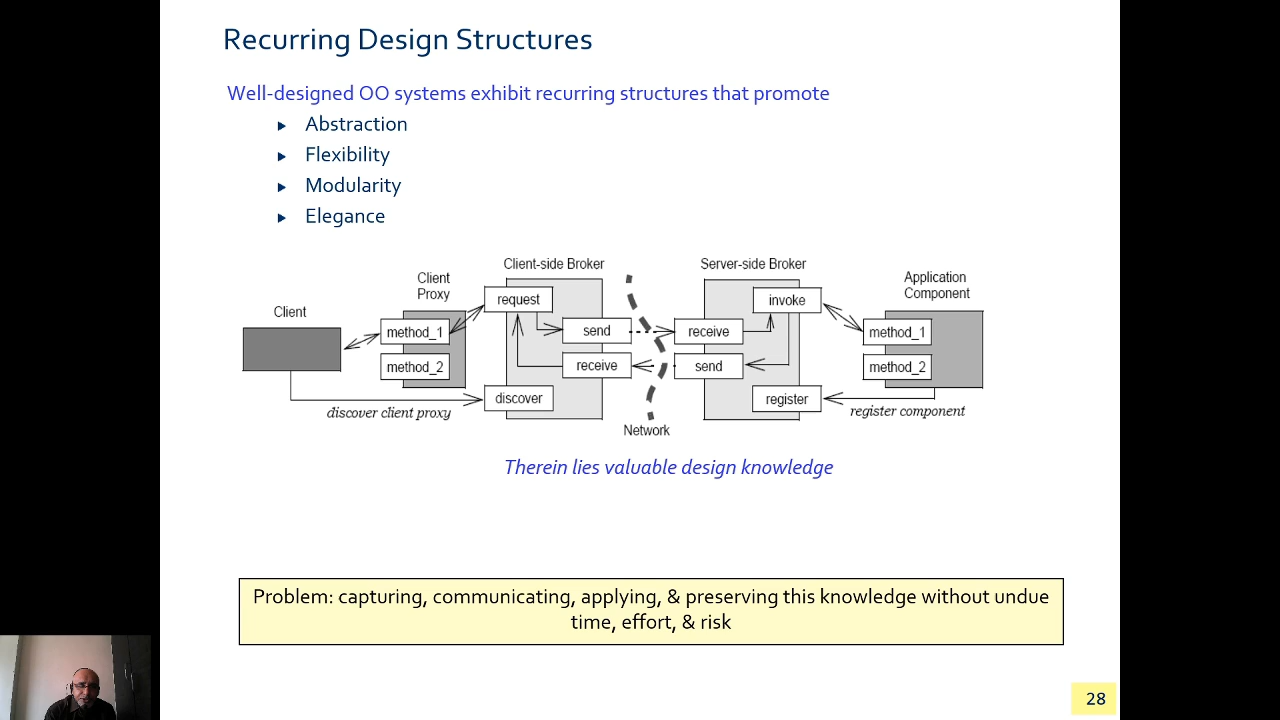 Recurring Design Structures
Well-designed OO systems exhibit recurring structures that promote
Abstraction
Flexibility
Modularity
Elegance
Client
Client
Proxy
method_1
method_2
Client-side Broker
request
send
receive
discover
discover client proxy
Network
Server-side Broker
invoke
receive
send
register
Application
Component
method_1
method_2
register component
Therein lies valuable design knowledge
Problem: capturing, communicating, applying, & preserving this knowledge without undue
time, effort, & risk
28